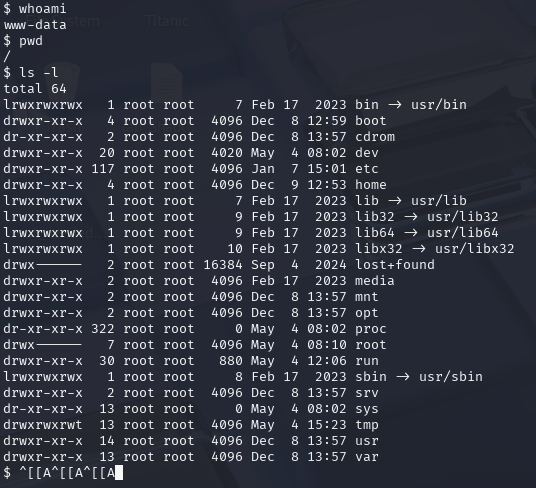 $ whoami
www-data
$ pwd
/
$ ls -l
total 64
lrwxrwxrwx   1 root root     7 Feb 17  2023 bin → usr/bin
drwxr-xr-x   4 root root  4096 Dec  8 12:59 boot
dr-xr-xr-x   2 root root  4096 Dec  8 13:57 cdrom
drwxr-xr-x  20 root root  4020 May  4 08:02 dev
drwxr-xr-x 117 root root  4096 Jan  7 15:01 etc
drwxr-xr-x   4 root root  4096 Dec  9 12:53 home
lrwxrwxrwx   1 root root     7 Feb 17  2023 lib → usr/lib
lrwxrwxrwx   1 root root     9 Feb 17  2023 lib32 → usr/lib32
lrwxrwxrwx   1 root root     9 Feb 17  2023 lib64 → usr/lib64
lrwxrwxrwx   1 root root    10 Feb 17  2023 libx32 → usr/libx32
drwx------   2 root root 16384 Sep  4  2024 lost+found
drwxr-xr-x   2 root root  4096 Feb 17  2023 media
drwxr-xr-x   2 root root  4096 Dec  8 13:57 mnt
drwxr-xr-x   2 root root  4096 Dec  8 13:57 opt
dr-xr-xr-x 322 root root     0 May  4 08:02 proc
drwx------   7 root root  4096 May  4 08:10 root
drwxr-xr-x  30 root root   880 May  4 12:06 run
lrwxrwxrwx   1 root root     8 Feb 17  2023 sbin → usr/sbin
drwxr-xr-x   2 root root  4096 Dec  8 13:57 srv
dr-xr-xr-x  13 root root     0 May  4 08:02 sys
drwxrwxrwt  13 root root  4096 May  4 15:23 tmp
drwxr-xr-x  14 root root  4096 Dec  8 13:57 usr
drwxr-xr-x  13 root root  4096 Dec  8 13:57 var
$ ^[[A^[[A^[[A
Titanic